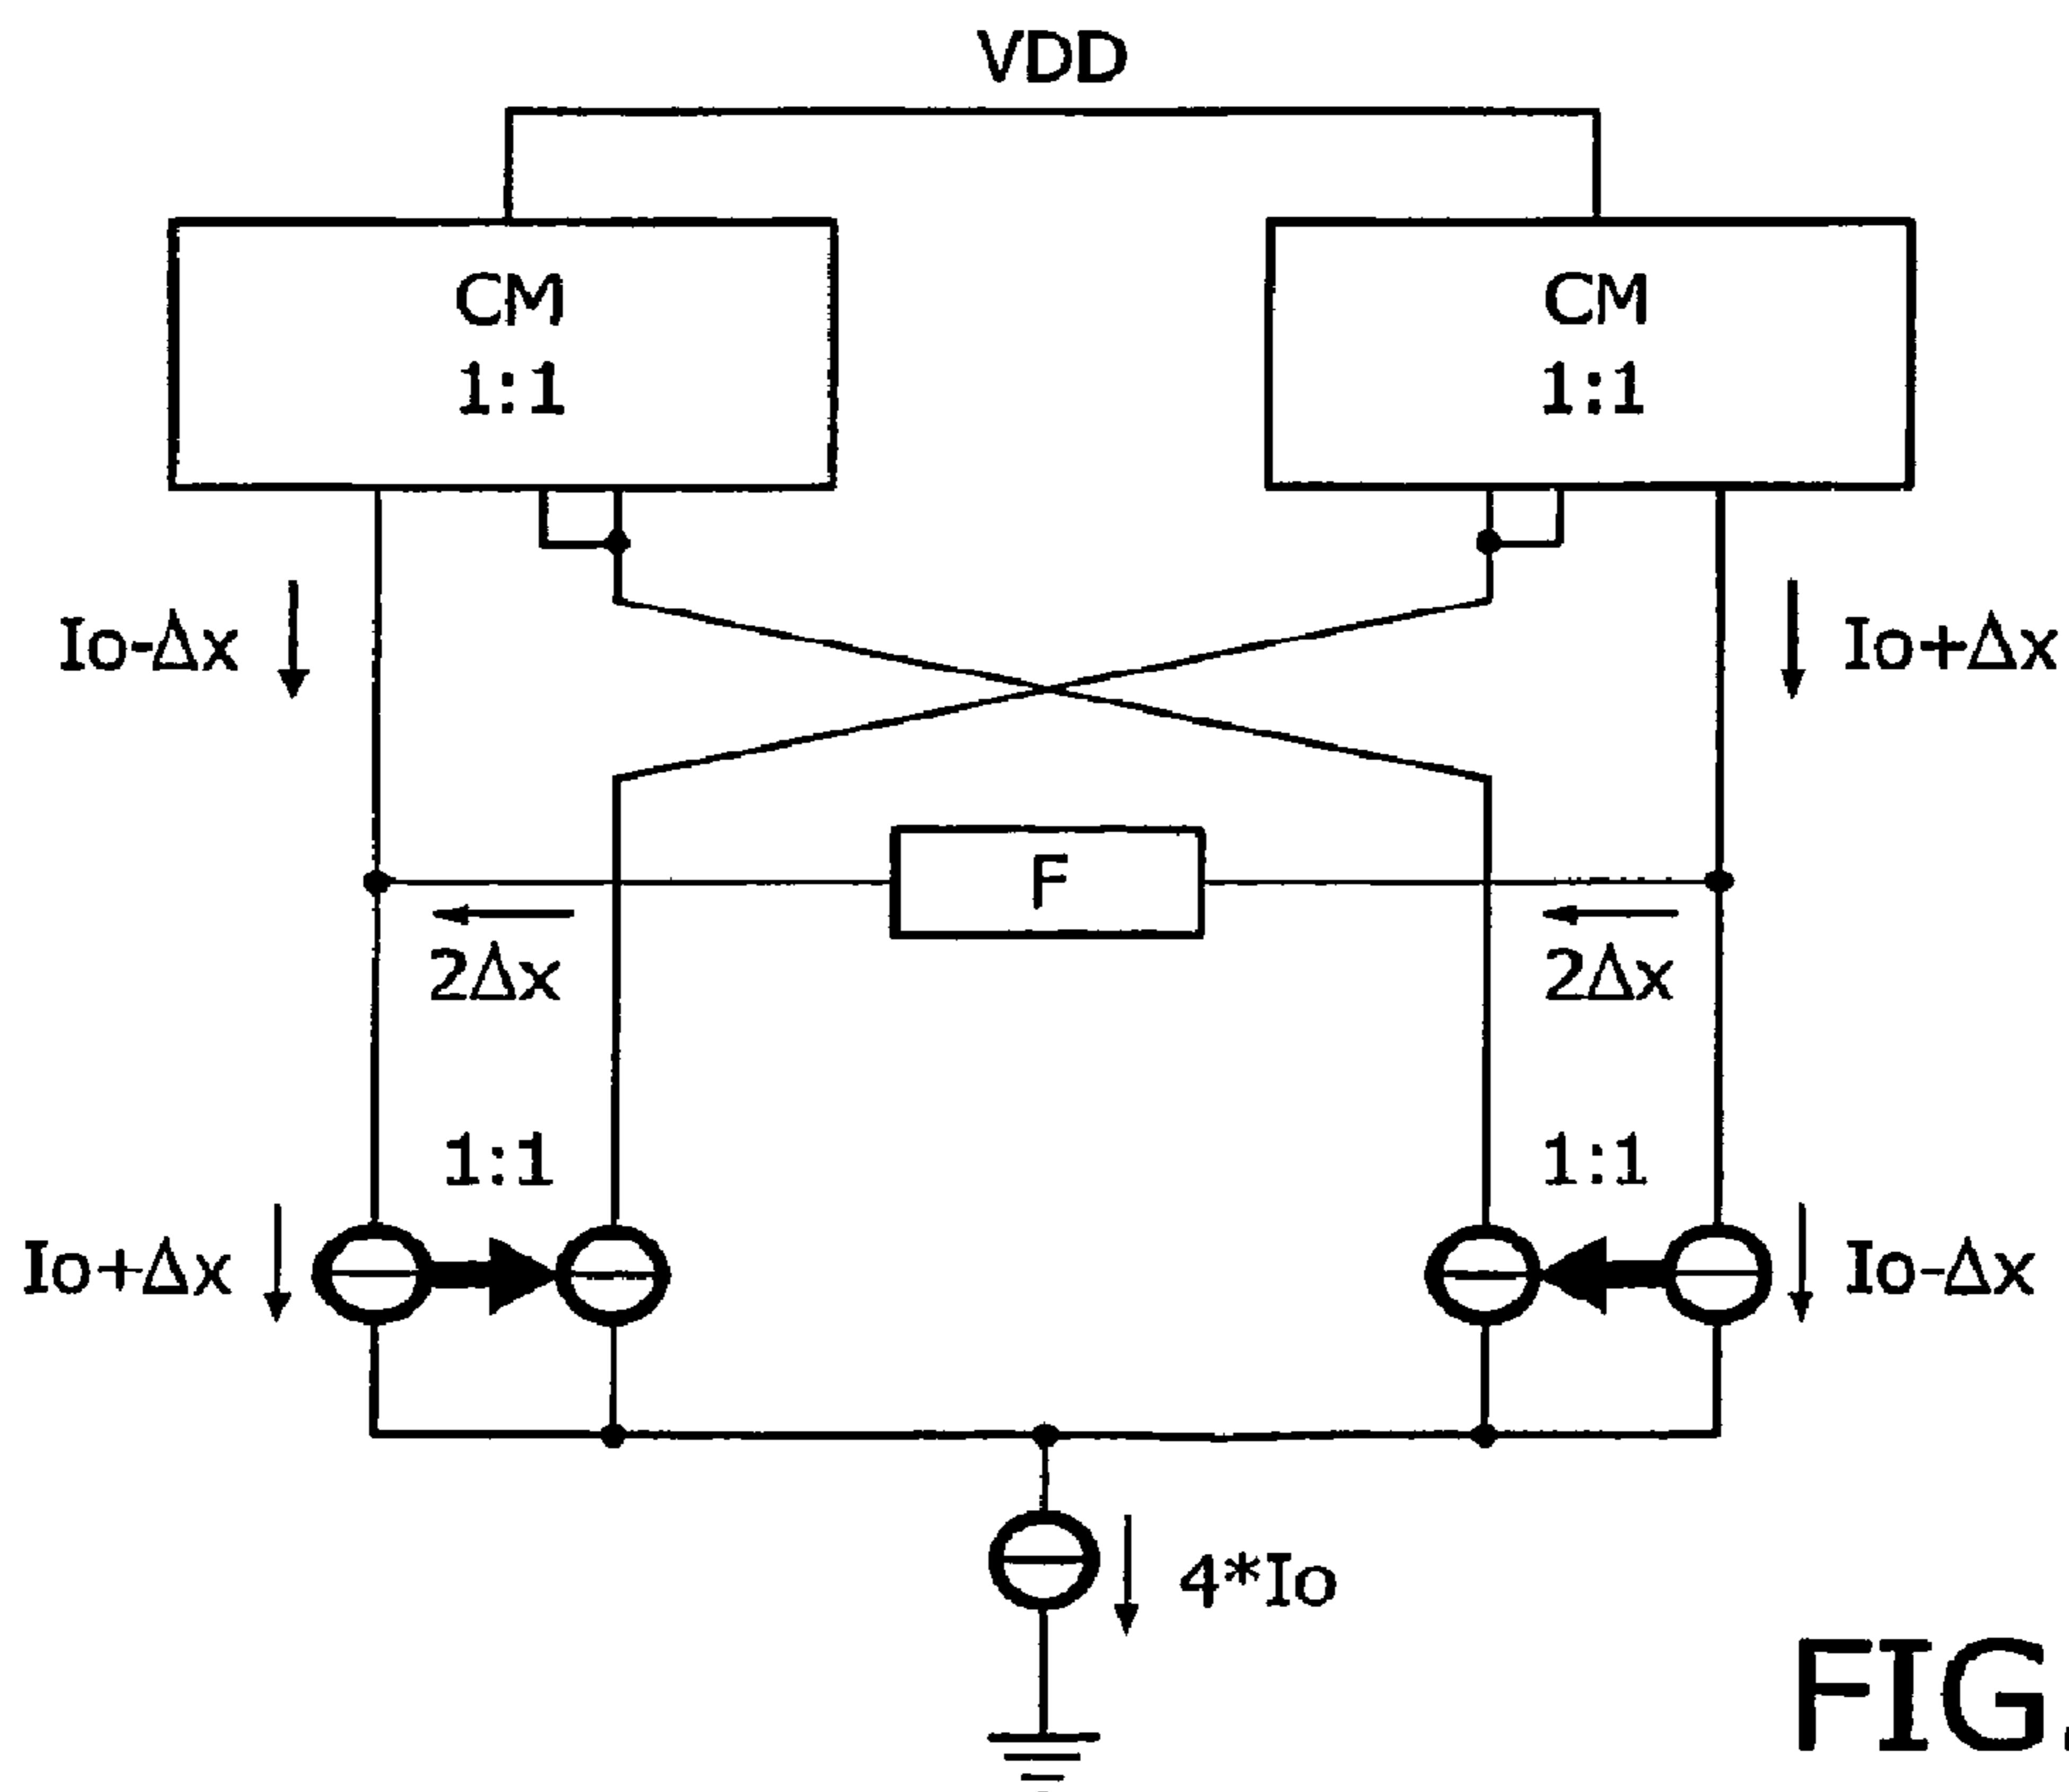 VDD
CM
1:1
CM
1:1
Io-Δx
Io+Δx
F
2Δx
2Δx
1:1
1:1
Io+Δx
Io-Δx
4*Io
FIG.